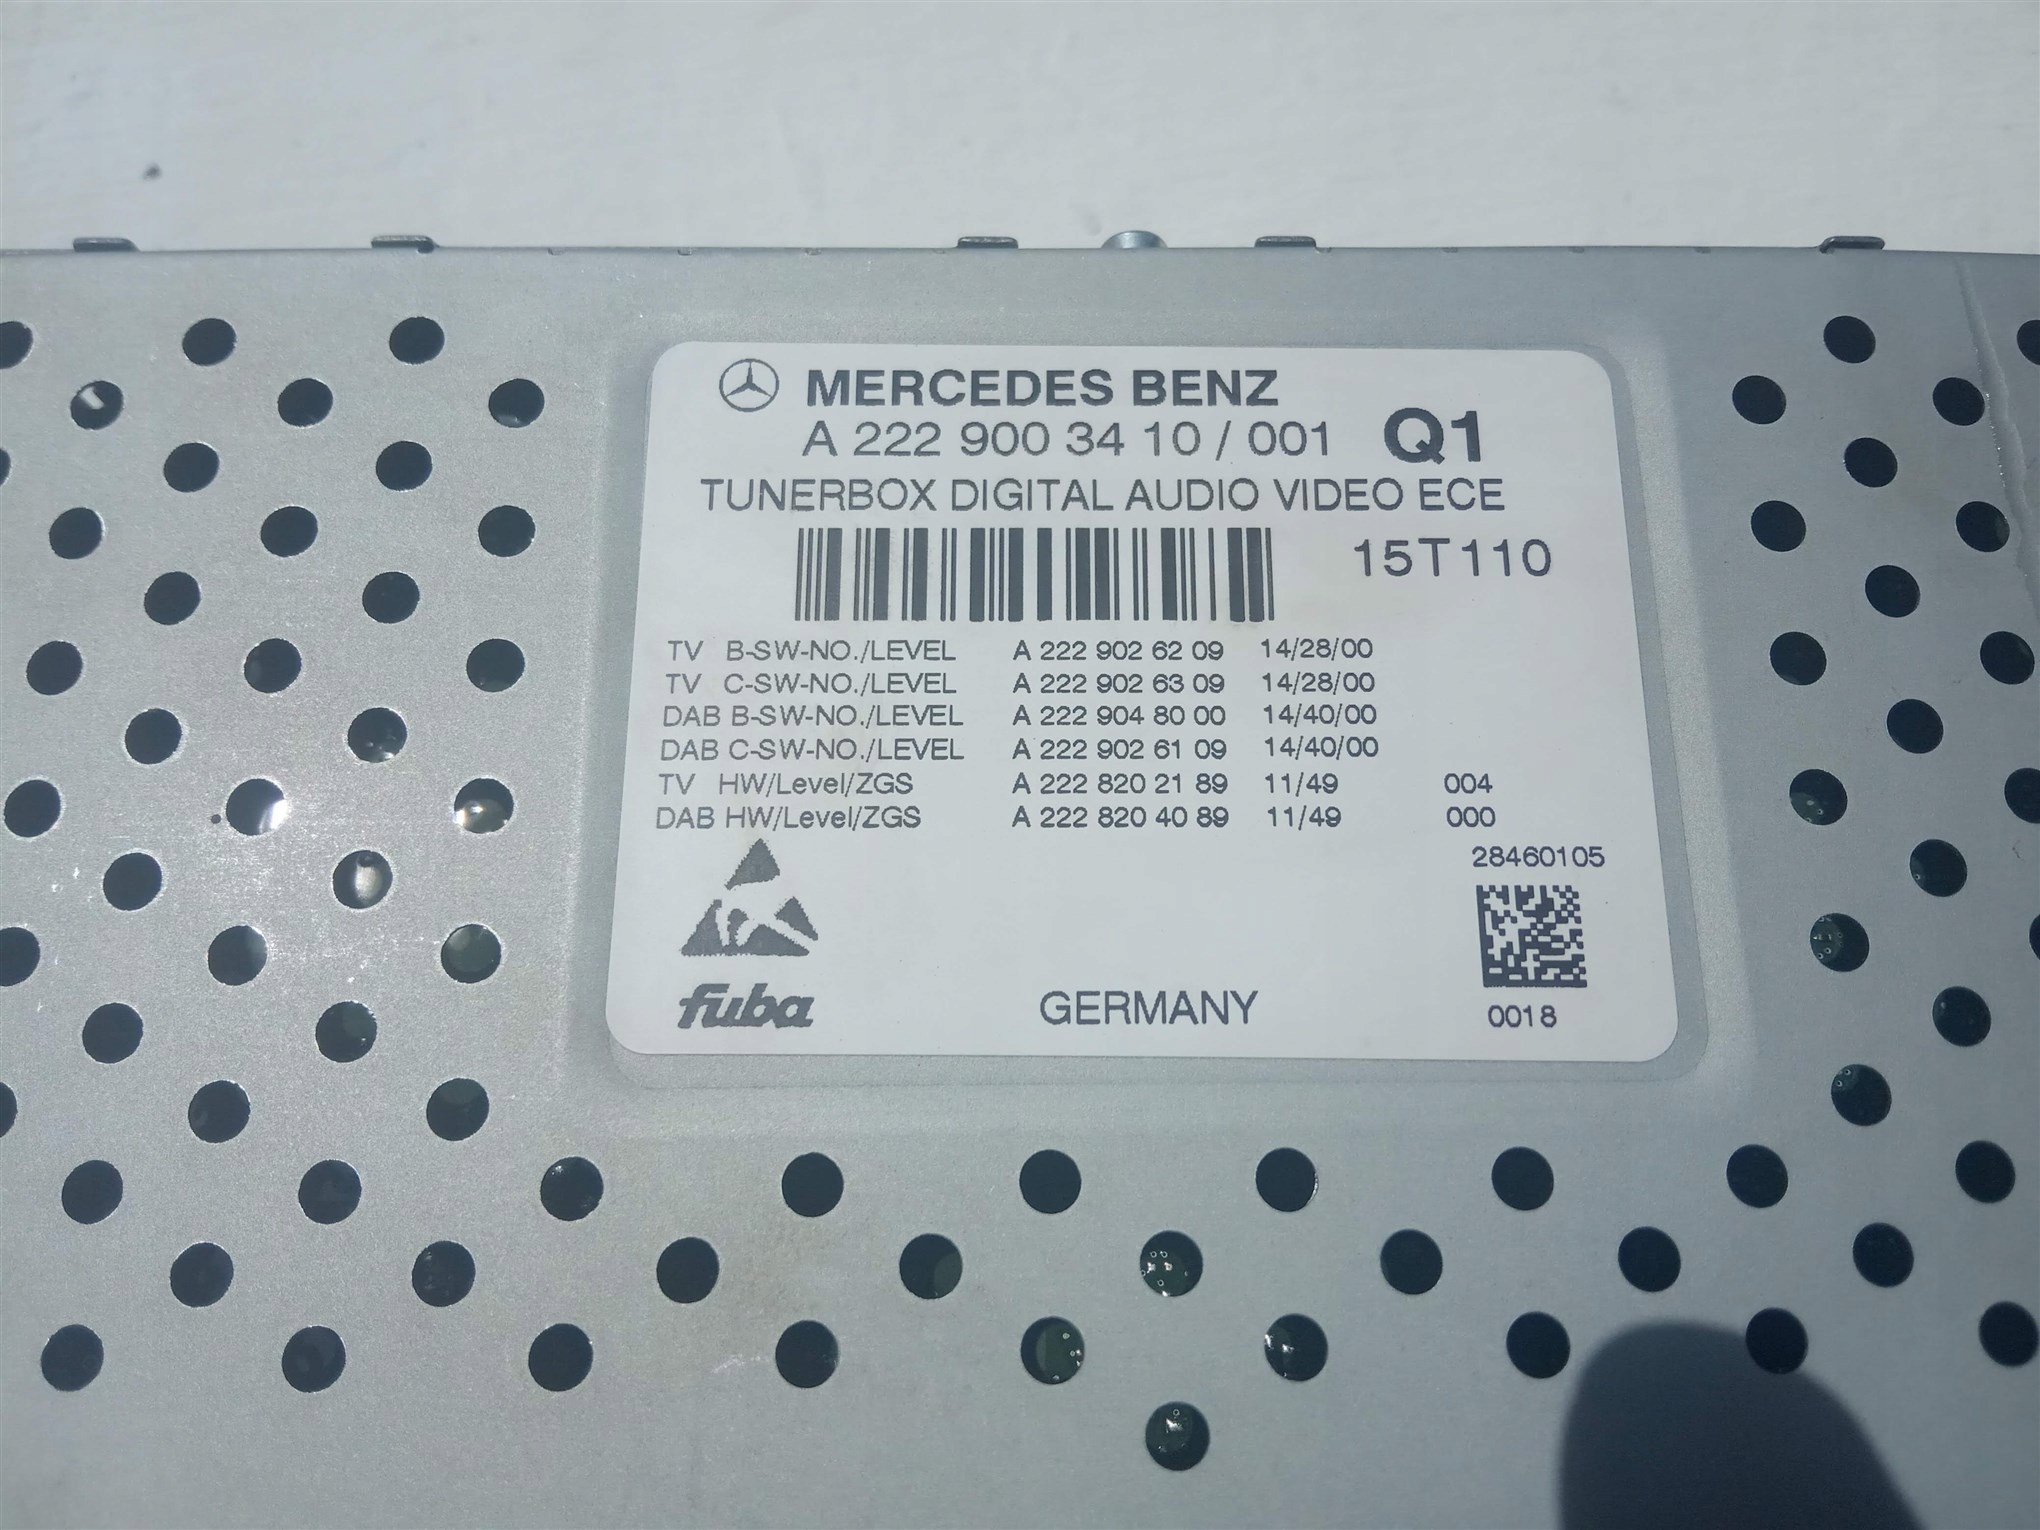 MERCEDES BENZ
A 222 900 34 10 / 001 Q1
TUNERBOX DIGITAL AUDIO VIDEO ECE
15T110
TV B-SW-NO./LEVEL A 222 902 62 09 14/28/00
TV C-SW-NO./LEVEL A 222 902 63 09 14/28/00
DAB B-SW-NO./LEVEL A 222 904 80 00 14/40/00
DAB C-SW-NO./LEVEL A 222 902 61 09 14/40/00
TV HW/Level/ZGS A 222 820 21 89 11/49 004
DAB HW/Level/ZGS A 222 820 40 89 11/49 000
28460105
fuba GERMANY 0018